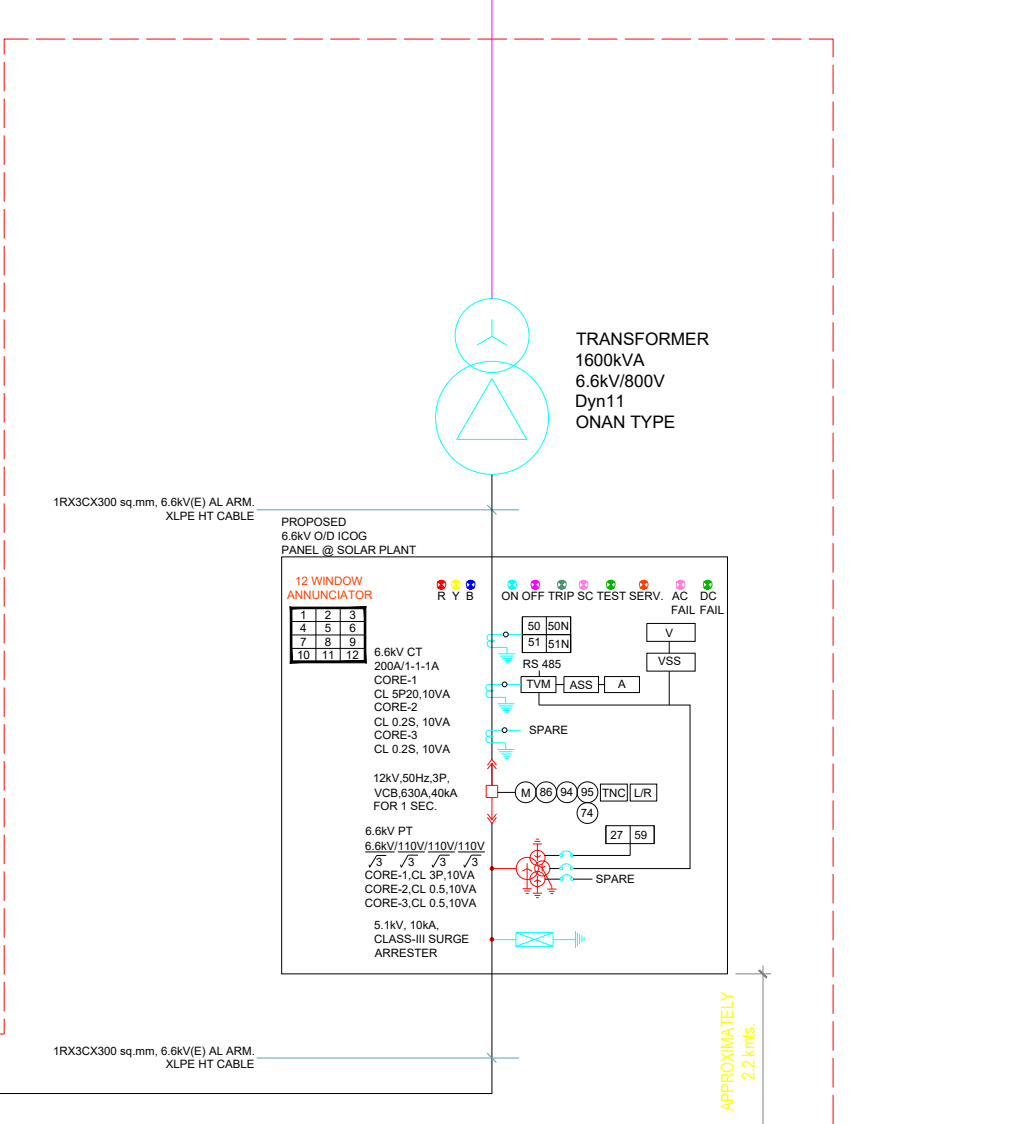 TRANSFORMER
1600kVA
6.6kV/800V
Dyn11
ONAN TYPE
1RX3CX300 sq.mm, 6.6kV(E) AL ARM.
XLPE HT CABLE
PROPOSED
6.6kV O/D ICOG
PANEL @ SOLAR PLANT
12 WINDOW
ANNUNCIATOR
1 2 3
4 5 6
7 8 9
10 11 12
R Y B
ON OFF TRIP SC TEST SERV. AC FAIL DC FAIL
6.6kV CT
200A/1-1-1A
CORE-1
CL 5P20,10VA
CORE-2
CL 0.2S, 10VA
CORE-3
CL 0.2S, 10VA
50 50N
51 51N
V
VSS
RS 485
TVM ASS A
SPARE
12kV,50Hz,3P,
VCB,630A,40kA
FOR 1 SEC.
M 86 94 95 TNC L/R
74
6.6kV PT
6.6kV/110V/110V/110V
√3 √3 √3 √3
CORE-1,CL 3P,10VA
CORE-2,CL 0.5,10VA
CORE-3,CL 0.5,10VA
27 59
SPARE
5.1kV, 10kA,
CLASS-III SURGE
ARRESTER
APPROXIMATELY
2.2 kmts.
1RX3CX300 sq.mm, 6.6kV(E) AL ARM.
XLPE HT CABLE